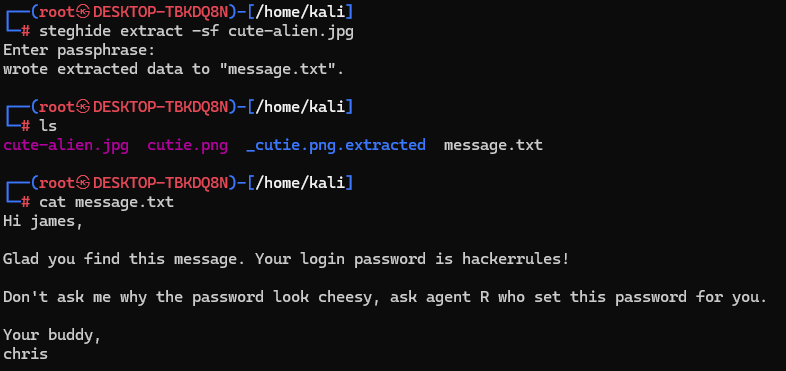 ┌──(root㉿DESKTOP-TBKDQ8N)-[/home/kali]
└─# steghide extract -sf cute-alien.jpg
Enter passphrase:
wrote extracted data to "message.txt".
┌──(root㉿DESKTOP-TBKDQ8N)-[/home/kali]
└─# ls
cute-alien.jpg  cutie.png  _cutie.png.extracted  message.txt
┌──(root㉿DESKTOP-TBKDQ8N)-[/home/kali]
└─# cat message.txt
Hi james,
Glad you find this message. Your login password is hackerrules!
Don't ask me why the password look cheesy, ask agent R who set this password for you.
Your buddy,
chris